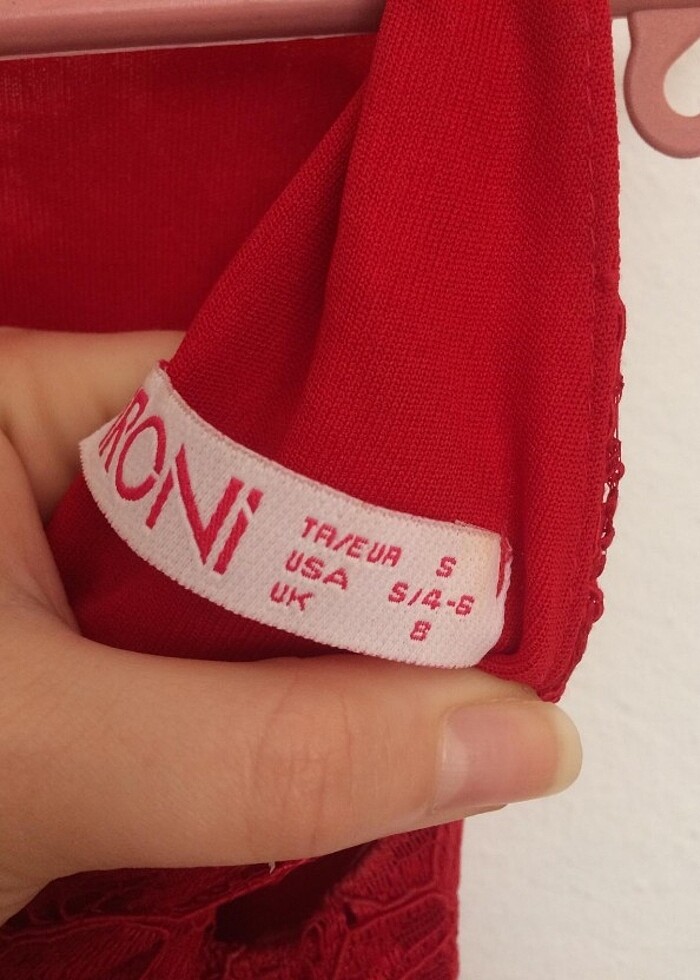 RONi
TR/EUR S
USA S/4-6
UK 8